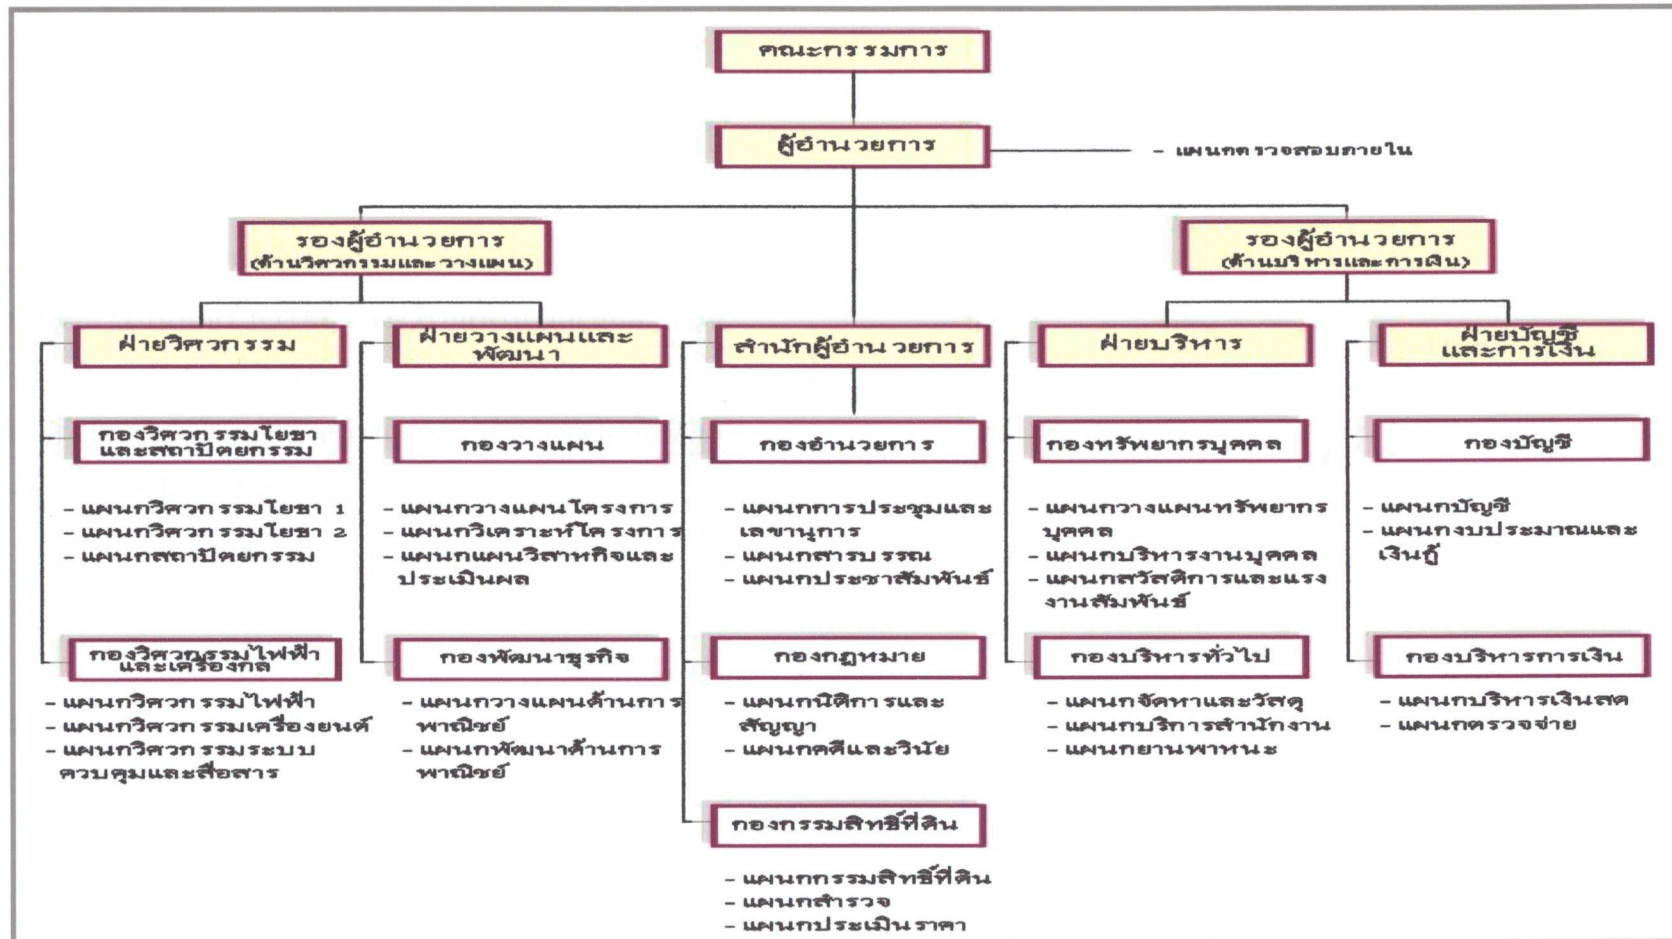 คณะกรรมการ
ผู้อำนวยการ
- แผนกตรวจสอบภายใน
รองผู้อำนวยการ
(ด้านวิศวกรรมและวางแผน)
รองผู้อำนวยการ
(ด้านบริหารและการเงิน)
ฝ่ายวิศวกรรม
ฝ่ายวางแผนและ
พัฒนา
สำนักผู้อำนวยการ
ฝ่ายบริหาร
ฝ่ายบัญชี
และการเงิน
กองวิศวกรรมโยธา
และสถาปัตยกรรม
กองวางแผน
กองอำนวยการ
กองทรัพยากรบุคคล
กองบัญชี
- แผนกวิศวกรรมโยธา 1
- แผนกวิศวกรรมโยธา 2
- แผนกสถาปัตยกรรม
- แผนกวางแผนโครงการ
- แผนกวิเคราะห์โครงการ
- แผนกแผนวิสาหกิจและ
ประเมินผล
- แผนกการประชุมและ
เลขานุการ
- แผนกสารบรรณ
- แผนกประชาสัมพันธ์
- แผนกวางแผนทรัพยากร
บุคคล
- แผนกบริหารงานบุคคล
- แผนกสวัสดิการและแรง
งานสัมพันธ์
- แผนกบัญชี
- แผนกงบประมาณและ
เงินกู้
กองวิศวกรรมไฟฟ้า
และเครื่องกล
กองพัฒนาธุรกิจ
กองกฎหมาย
กองบริหารทั่วไป
กองบริหารการเงิน
- แผนกวิศวกรรมไฟฟ้า
- แผนกวิศวกรรมเครื่องยนต์
- แผนกวิศวกรรมระบบ
ควบคุมและสื่อสาร
- แผนกวางแผนด้านการ
พาณิชย์
- แผนกพัฒนาด้านการ
พาณิชย์
- แผนกนิติการและ
สัญญา
- แผนกคดีและวินัย
- แผนกจัดหาและวัสดุ
- แผนกบริการสำนักงาน
- แผนกยานพาหนะ
- แผนกบริหารเงินสด
- แผนกตรวจจ่าย
กองกรรมสิทธิ์ที่ดิน
- แผนกกรรมสิทธิ์ที่ดิน
- แผนกสำรวจ
- แผนกประเมินราคา